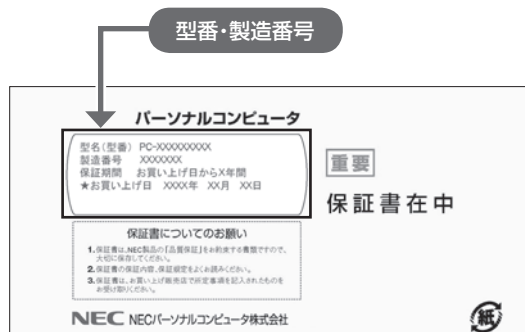 型番・製造番号
パーソナルコンピュータ
型名(型番) PC-XXXXXXXXX
製造番号 XXXXXXX
保証期間 お買い上げ日からX年間
★お買い上げ日 XXXX年 XX月 XX日
重要
保証書在中
保証書についてのお願い
1.保証書は、NEC製品の「品質保証」をお約束する書類ですので、
大切に保存してください。
2.保証書の保証内容、保証規定をよくお読みください。
3.保証書は、お買い上げ販売店で所定事項を記入されたものを
お受け取りください。
NEC NECパーソナルコンピュータ株式会社
紙